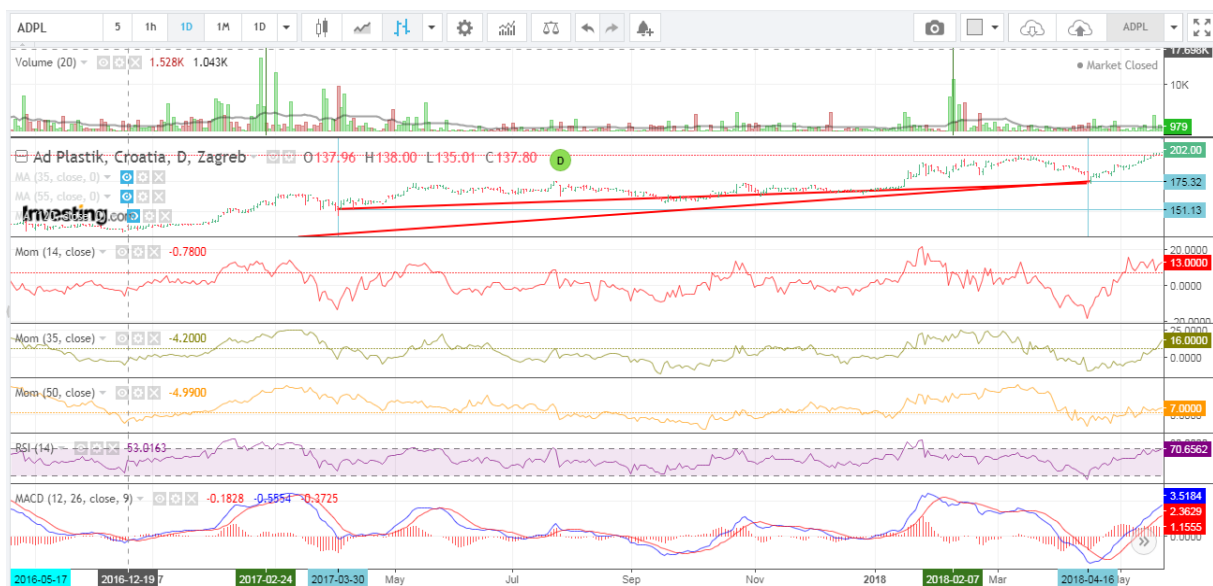 ADPL 5 1h 1D 1M 1D ADPL
Volume (20) 1.528K 1.043K
Market Closed
17.698K
10K
979
Ad Plastik, Croatia, D, Zagreb O137.96 H138.00 L135.01 C137.80 D
202.00
MA (35, close, 0)
175.32
MA (55, close, 0)
Investing.com
151.13
Mom (14, close) -0.7800
20.0000
13.0000
0.0000
20.0000
Mom (35, close) -4.2000
25.0000
16.0000
0.0000
Mom (50, close) -4.9900
7.0000
RSI (14) 53.0163
70.6562
MACD (12, 26, close, 9) -0.1828 -0.5554 -0.3725
3.5184
2.3629
1.1555
0.0000
2016-05-17 2016-12-19 7 2017-02-24 2017-03-30 May Jul Sep Nov 2018 2018-02-07 Mar 2018-04-16 lay